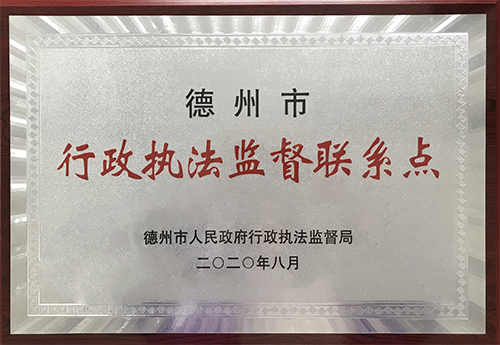 德州市
行政执法监督联系点
德州市人民政府行政执法监督局
二〇二〇年八月